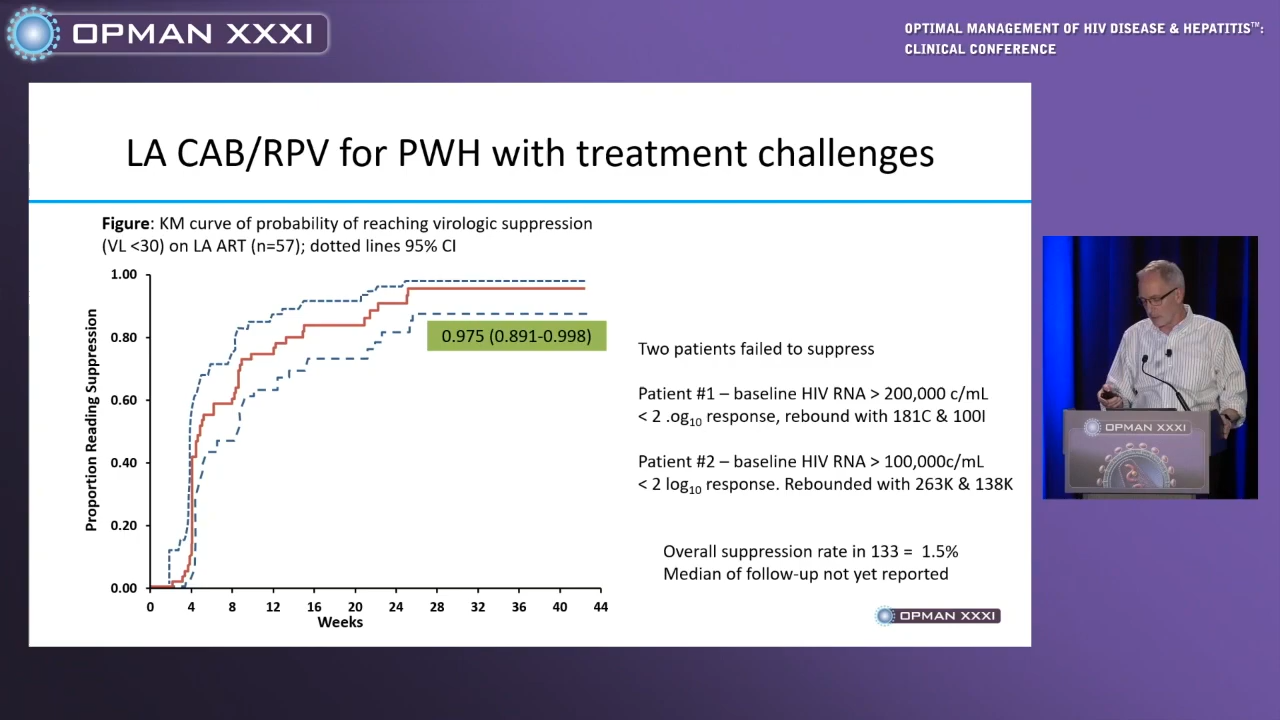 OPMAN XXXI
OPTIMAL MANAGEMENT OF HIV DISEASE & HEPATITIS™:
CLINICAL CONFERENCE
LA CAB/RPV for PWH with treatment challenges
Figure: KM curve of probability of reaching virologic suppression
(VL <30) on LA ART (n=57); dotted lines 95% CI
Proportion Reading Suppression
1.00
0.80
0.60
0.40
0.20
0.00
0.975 (0.891-0.998)
0 4 8 12 16 20 24 28 32 36 40 44
Weeks
Two patients failed to suppress
Patient #1 – baseline HIV RNA > 200,000 c/mL
< 2 .og10 response, rebound with 181C & 100I
Patient #2 – baseline HIV RNA > 100,000c/mL
< 2 log10 response. Rebounded with 263K & 138K
Overall suppression rate in 133 = 1.5%
Median of follow-up not yet reported
OPMAN XXXI
OPMAN XXXI